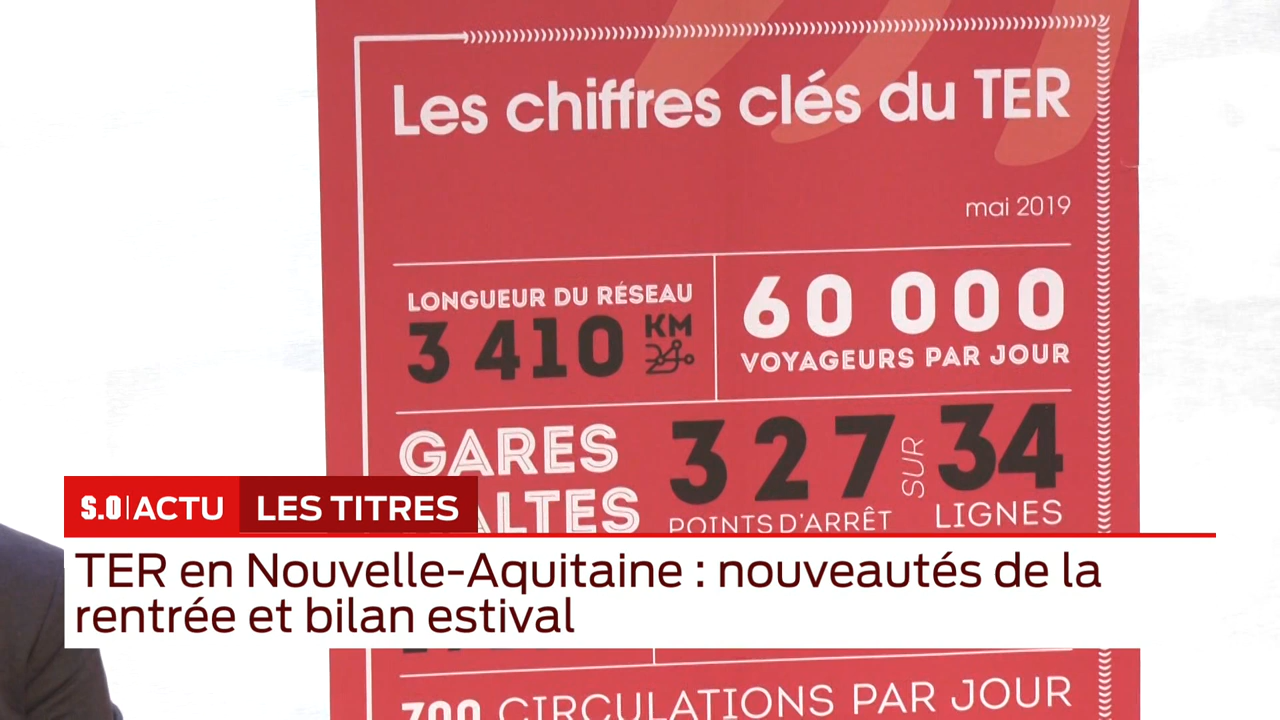 Les chiffres clés du TER
mai 2019
LONGUEUR DU RÉSEAU
3 410 KM
60 000
VOYAGEURS PAR JOUR
GARES
327 SUR 34
POINTS D'ARRÊT LIGNES
S.O ACTU LES TITRES
TER en Nouvelle-Aquitaine : nouveautés de la
rentrée et bilan estival
700 CIRCULATIONS PAR JOUR